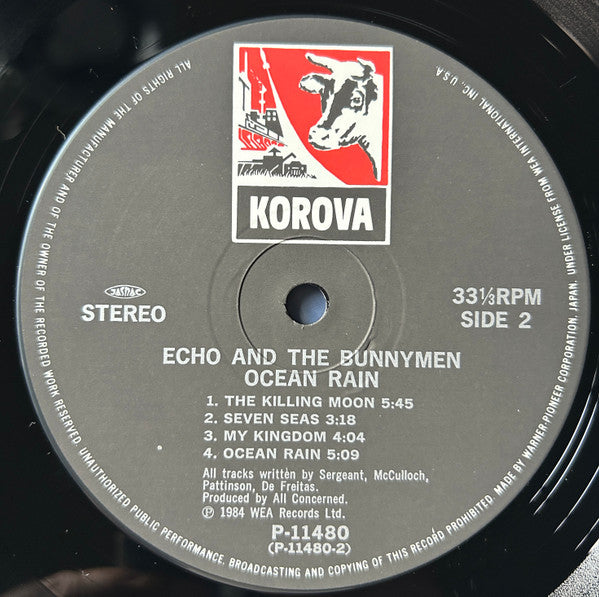 KOROVA
JASRAC
STEREO
33⅓RPM
SIDE 2
ECHO AND THE BUNNYMEN
OCEAN RAIN
1. THE KILLING MOON 5:45
2. SEVEN SEAS 3:18
3. MY KINGDOM 4:04
4. OCEAN RAIN 5:09
All tracks written by Sergeant, McCulloch,
Pattinson, De Freitas.
Produced by All Concerned.
℗ 1984 WEA Records Ltd.
P-11480
(P-11480-2)
ALL RIGHTS OF THE MANUFACTURER AND OF THE OWNER OF THE RECORDED WORK RESERVED. UNAUTHORIZED PUBLIC PERFORMANCE, BROADCASTING AND COPYING OF THIS RECORD PROHIBITED. MADE BY WARNER-PIONEER CORPORATION, JAPAN. UNDER LICENSE FROM WEA INTERNATIONAL INC., U.S.A.